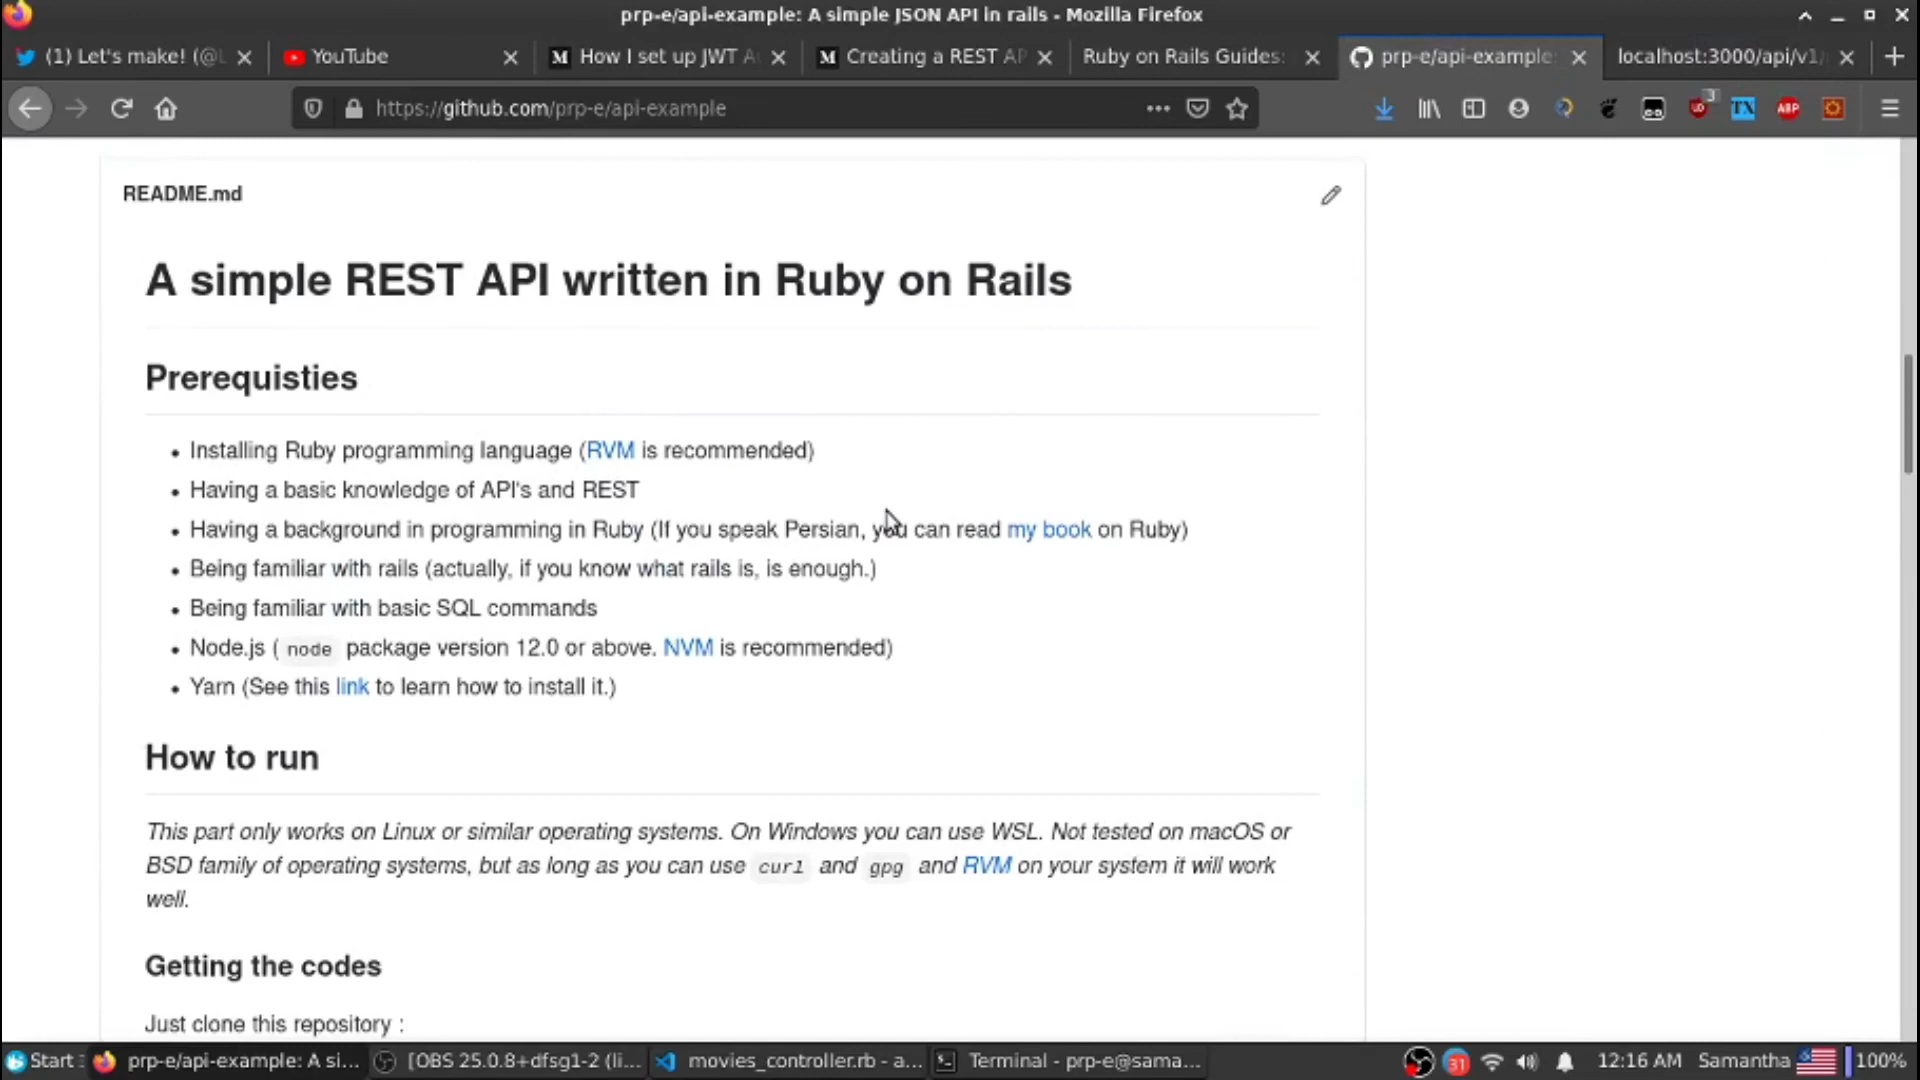 prp-e/api-example: A simple JSON API in rails - Mozilla Firefox
(1) Let's make! (@L
YouTube
How I set up JWT A
Creating a REST AP
Ruby on Rails Guides:
prp-e/api-example:
localhost:3000/api/v1/
https://github.com/prp-e/api-example
3
TX
ABP
README.md
A simple REST API written in Ruby on Rails
Prerequisties
• Installing Ruby programming language (RVM is recommended)
• Having a basic knowledge of API's and REST
• Having a background in programming in Ruby (If you speak Persian, you can read my book on Ruby)
• Being familiar with rails (actually, if you know what rails is, is enough.)
• Being familiar with basic SQL commands
• Node.js ( node package version 12.0 or above. NVM is recommended)
• Yarn (See this link to learn how to install it.)
How to run
This part only works on Linux or similar operating systems. On Windows you can use WSL. Not tested on macOS or
BSD family of operating systems, but as long as you can use curl and gpg and RVM on your system it will work
well.
Getting the codes
Just clone this repository :
Start
prp-e/api-example: A si...
[OBS 25.0.8+dfsg1-2 (li...
movies_controller.rb - a...
Terminal - prp-e@sama...
31
12:16 AM
Samantha
100%